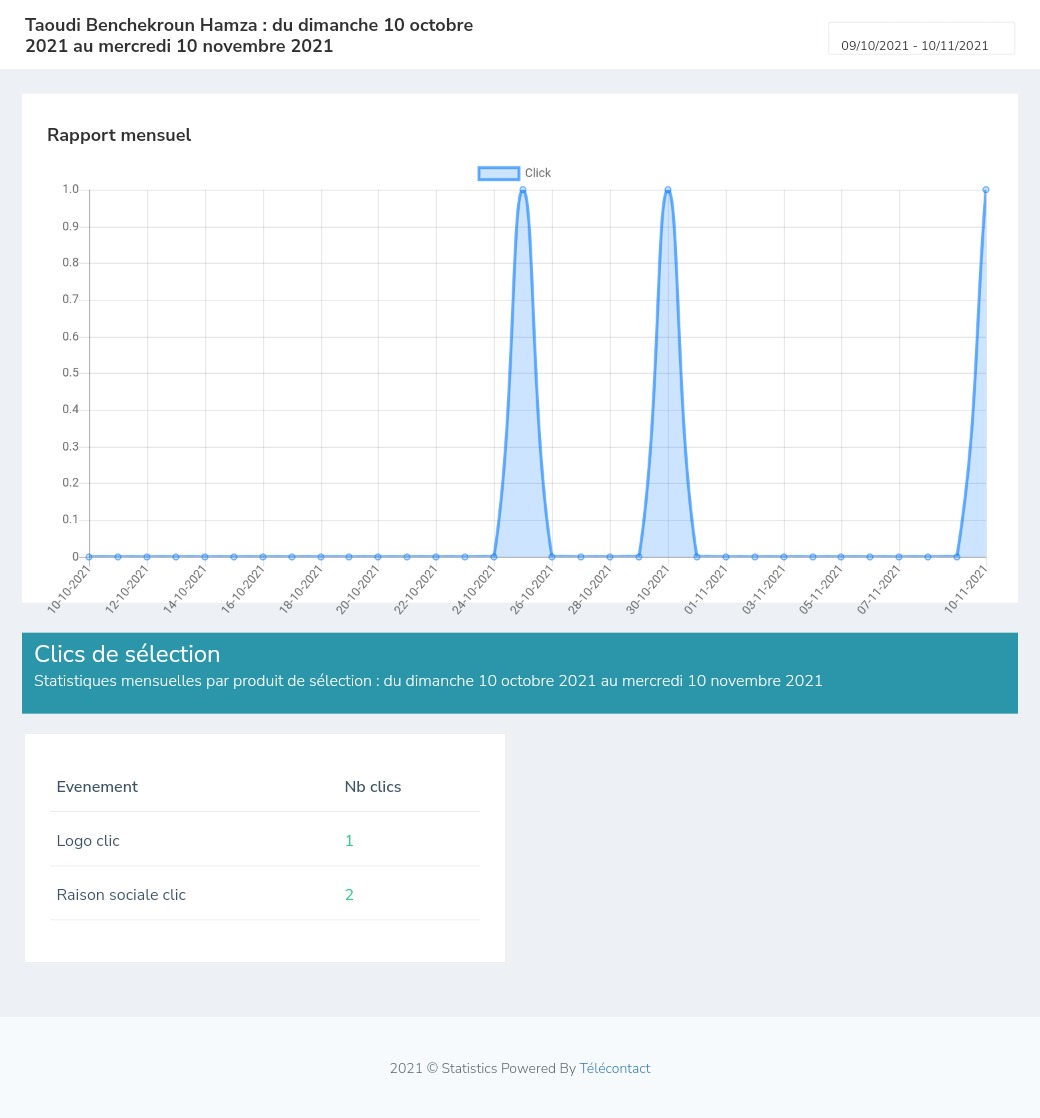 Taoudi Benchekroun Hamza : du dimanche 10 octobre
2021 au mercredi 10 novembre 2021
09/10/2021 - 10/11/2021
Rapport mensuel
Click
1.0
0.9
0.8
0.7
0.6
0.5
0.4
0.3
0.2
0.1
0
10-10-2021
12-10-2021
14-10-2021
16-10-2021
18-10-2021
20-10-2021
22-10-2021
24-10-2021
26-10-2021
28-10-2021
30-10-2021
01-11-2021
03-11-2021
05-11-2021
07-11-2021
10-11-2021
Clics de sélection
Statistiques mensuelles par produit de sélection : du dimanche 10 octobre 2021 au mercredi 10 novembre 2021
Evenement Nb clics
Logo clic 1
Raison sociale clic 2
2021 © Statistics Powered By Télécontact